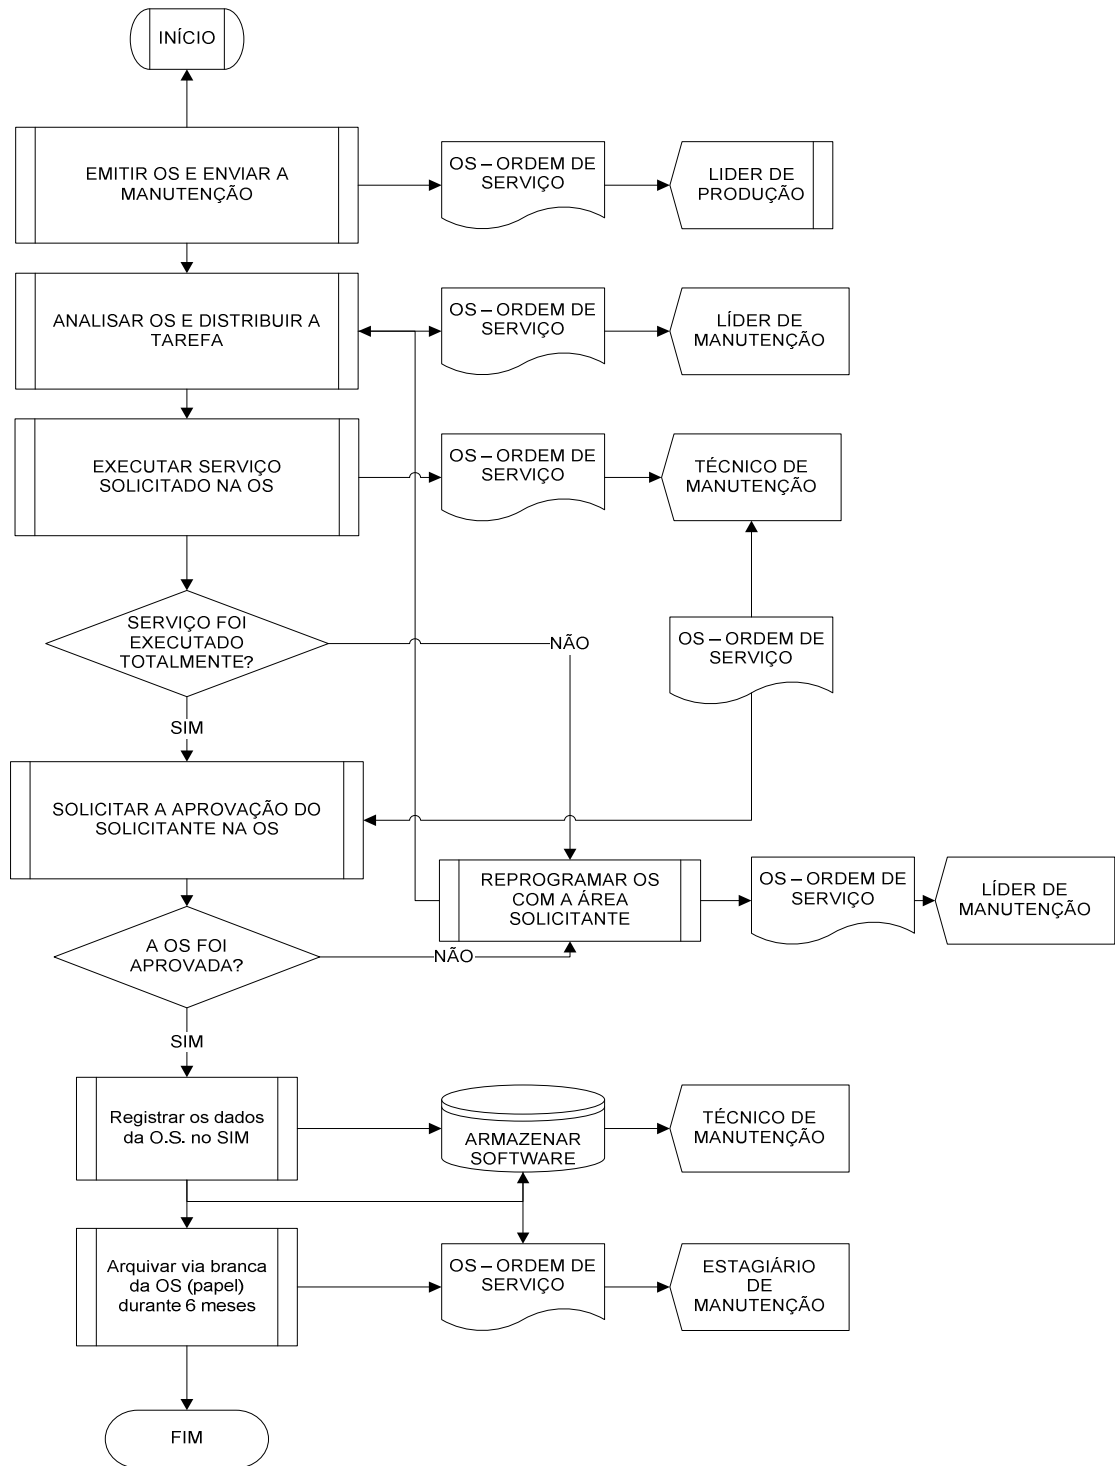 INÍCIO
EMITIR OS E ENVIAR A
MANUTENÇÃO
OS – ORDEM DE
SERVIÇO
LIDER DE
PRODUÇÃO
ANALISAR OS E DISTRIBUIR A
TAREFA
OS – ORDEM DE
SERVIÇO
LÍDER DE
MANUTENÇÃO
EXECUTAR SERVIÇO
SOLICITADO NA OS
OS – ORDEM DE
SERVIÇO
TÉCNICO DE
MANUTENÇÃO
SERVIÇO FOI
EXECUTADO
TOTALMENTE?
NÃO
OS – ORDEM DE
SERVIÇO
SIM
SOLICITAR A APROVAÇÃO DO
SOLICITANTE NA OS
REPROGRAMAR OS
COM A ÁREA
SOLICITANTE
OS – ORDEM DE
SERVIÇO
LÍDER DE
MANUTENÇÃO
A OS FOI
APROVADA?
NÃO
SIM
Registrar os dados
da O.S. no SIM
ARMAZENAR
SOFTWARE
TÉCNICO DE
MANUTENÇÃO
Arquivar via branca
da OS (papel)
durante 6 meses
OS – ORDEM DE
SERVIÇO
ESTAGIÁRIO
DE
MANUTENÇÃO
FIM